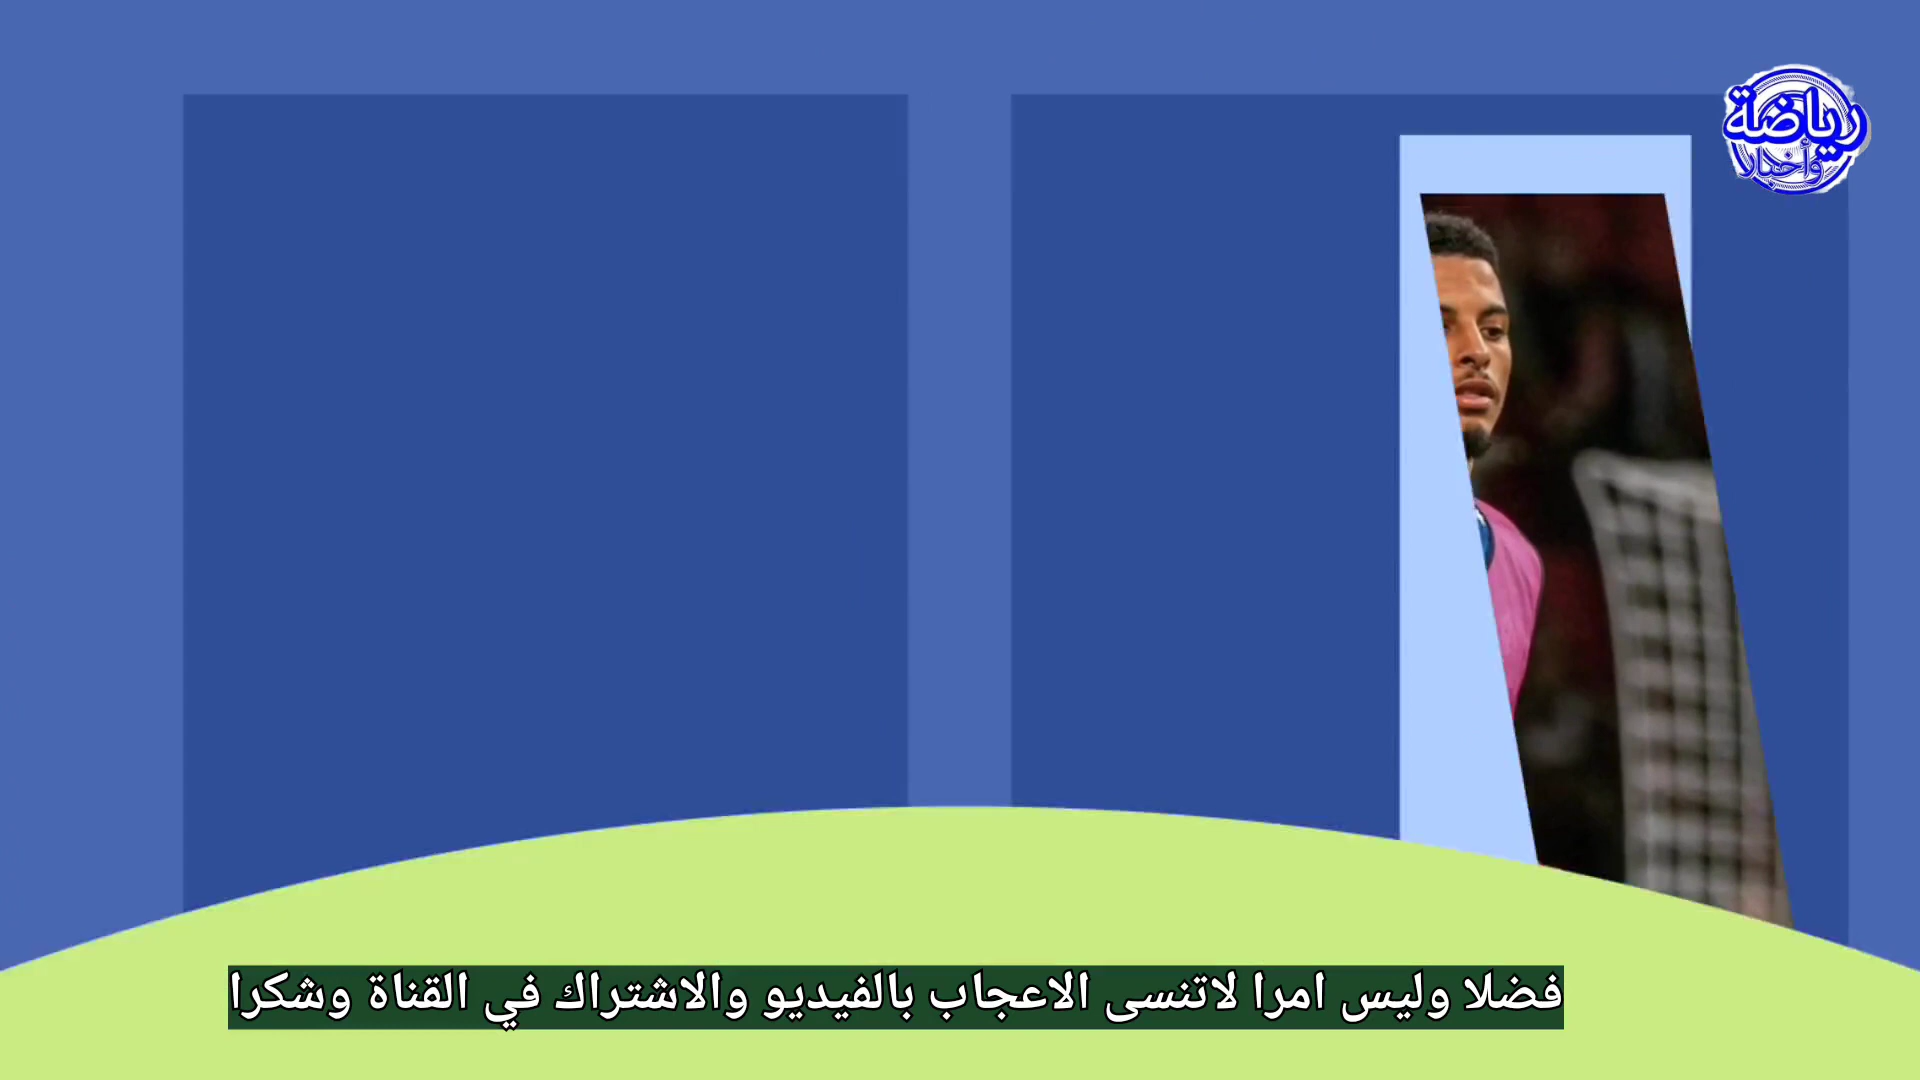 رياضة
وأخبار
فضلا وليس امرا لاتنسى الاعجاب بالفيديو والاشتراك في القناة وشكرا